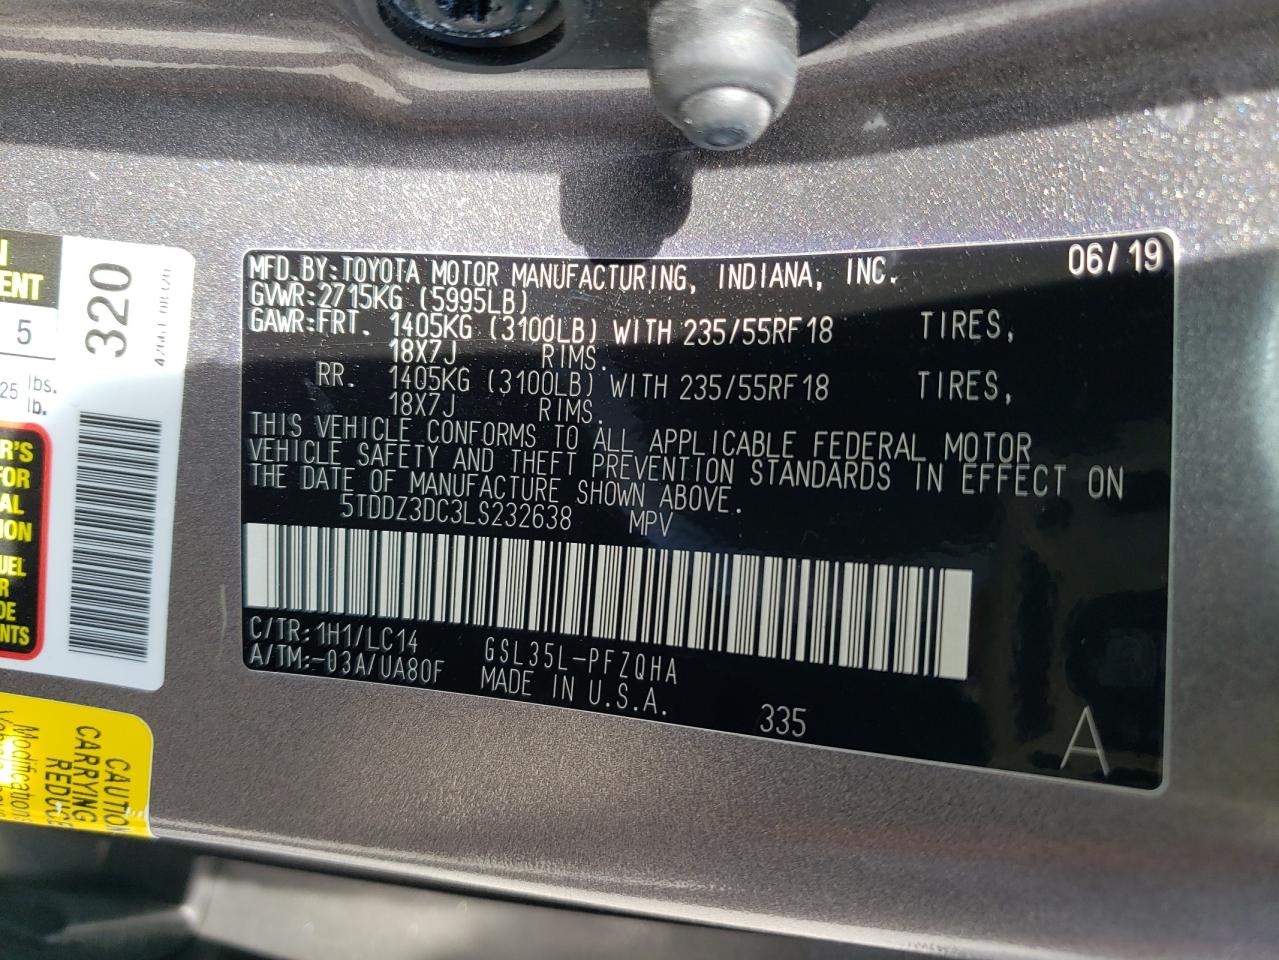 MFD. BY: TOYOTA MOTOR MANUFACTURING, INDIANA, INC. 06/19
GVWR: 2715KG (5995LB)
GAWR: FRT. 1405KG (3100LB) WITH 235/55RF18 TIRES,
18X7J RIMS.
RR. 1405KG (3100LB) WITH 235/55RF18 TIRES,
18X7J RIMS.
THIS VEHICLE CONFORMS TO ALL APPLICABLE FEDERAL MOTOR
VEHICLE SAFETY AND THEFT PREVENTION STANDARDS IN EFFECT ON
THE DATE OF MANUFACTURE SHOWN ABOVE.
5TDDZ3DC3LS232638 MPV
C/TR: 1H1/LC14 GSL35L-PFZQHA
A/TM: -03A/UA80F MADE IN U.S.A.
335 A
320
5
25 lbs.
lb.
CAUTION
CARRYING
REDUCE